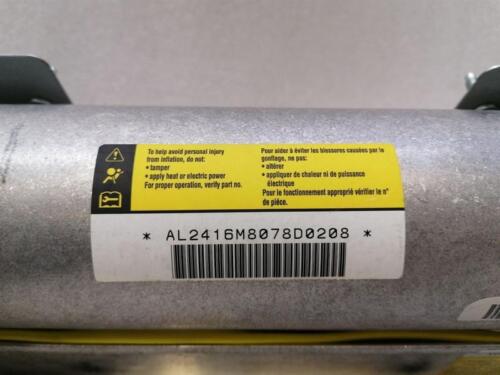 To help avoid personal injury
from inflation, do not:
• tamper
• apply heat or electric power
For proper operation, verify part no.
Pour aider à éviter les blessures causées par le
gonflage, ne pas:
• altérer
• appliquer de chaleur ni de puissance
électrique
Pour le fonctionnement approprié vérifier le n°
de pièce.
* AL2416M8078D0208 *